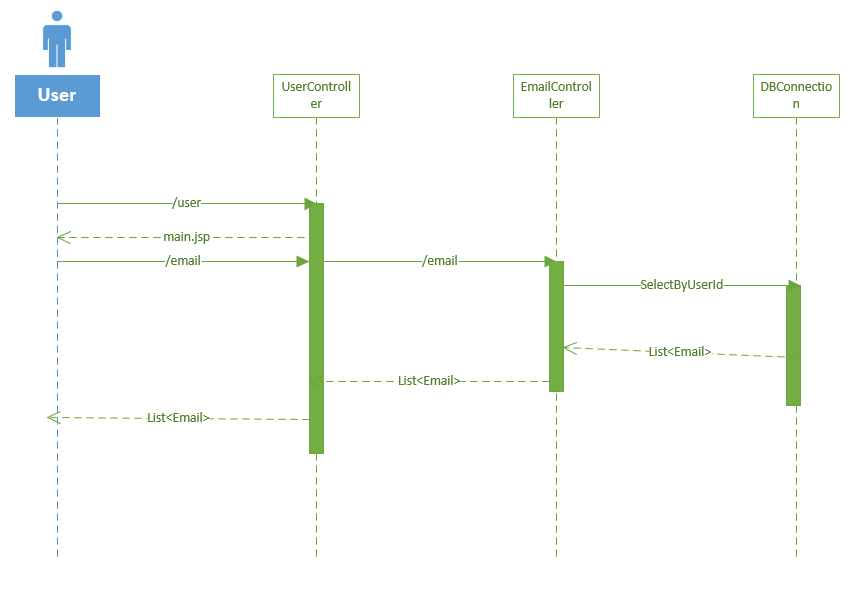 User
UserControll
er
EmailControl
ler
DBConnectio
n
/user
main.jsp
/email
/email
SelectByUserId
List<Email>
List<Email>
List<Email>